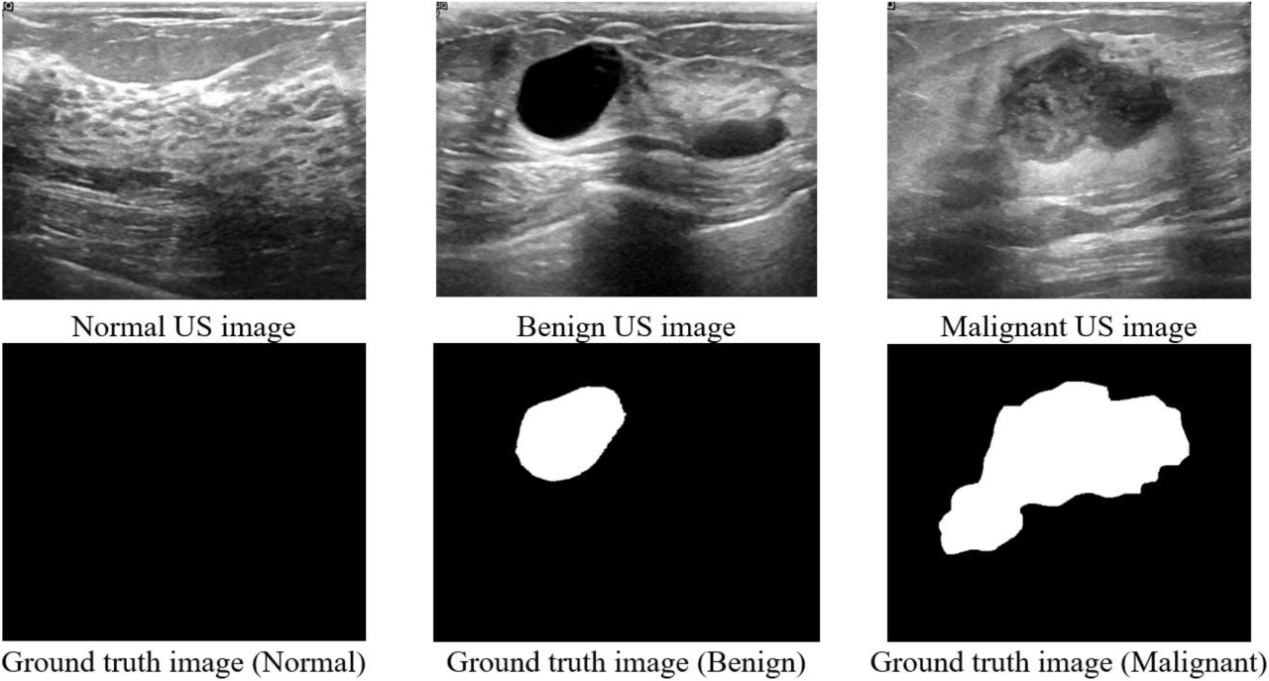 Normal US image
Benign US image
Malignant US image
Ground truth image (Normal)
Ground truth image (Benign)
Ground truth image (Malignant)